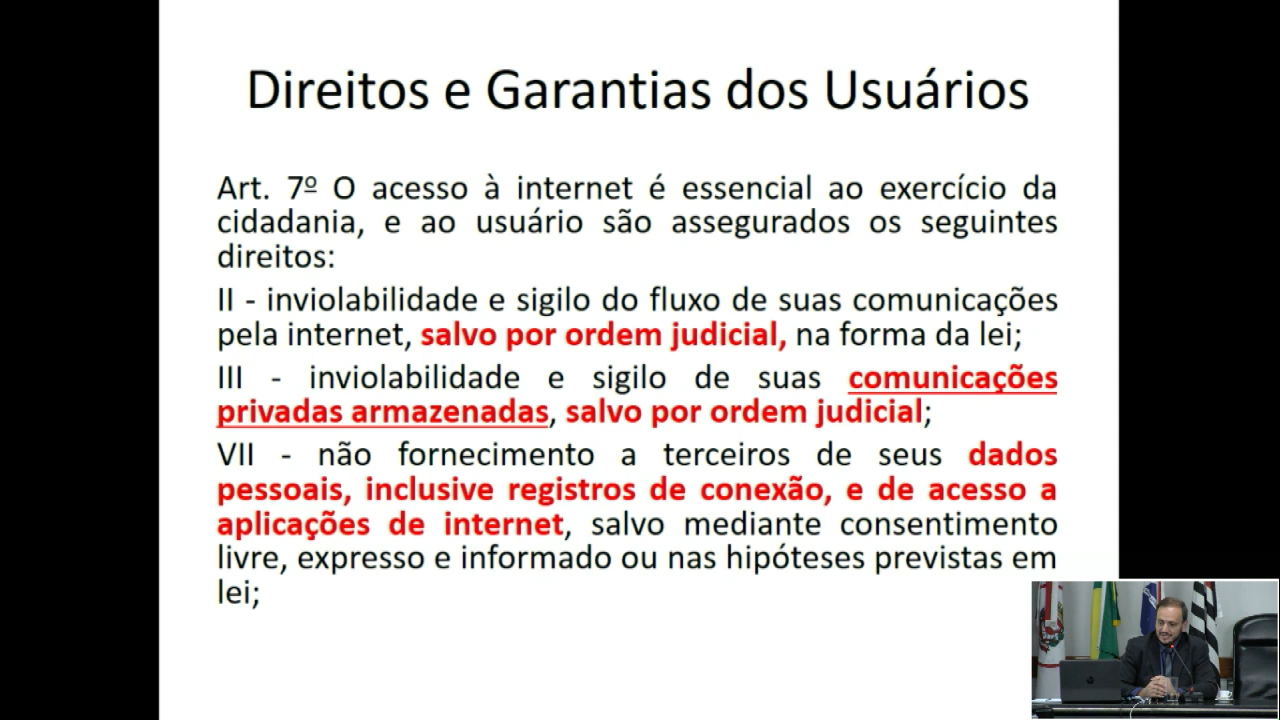 Direitos e Garantias dos Usuários
Art. 7º O acesso à internet é essencial ao exercício da
cidadania, e ao usuário são assegurados os seguintes
direitos:
II - inviolabilidade e sigilo do fluxo de suas comunicações
pela internet, salvo por ordem judicial, na forma da lei;
III - inviolabilidade e sigilo de suas comunicações
privadas armazenadas, salvo por ordem judicial;
VII - não fornecimento a terceiros de seus dados
pessoais, inclusive registros de conexão, e de acesso a
aplicações de internet, salvo mediante consentimento
livre, expresso e informado ou nas hipóteses previstas em
lei;